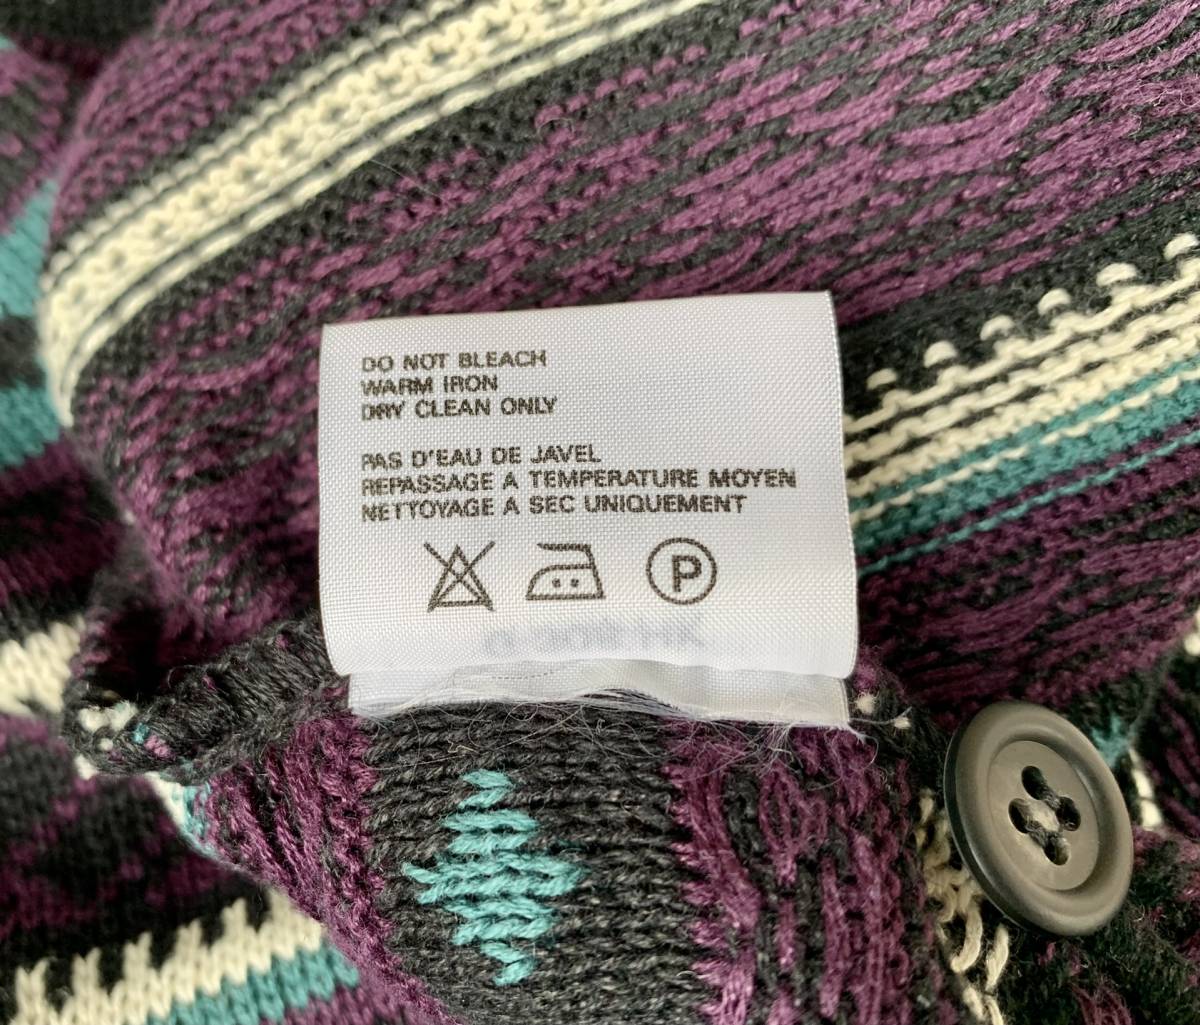 DO NOT BLEACH
WARM IRON
DRY CLEAN ONLY
PAS D'EAU DE JAVEL
REPASSAGE A TEMPERATURE MOYEN
NETTOYAGE A SEC UNIQUEMENT
P